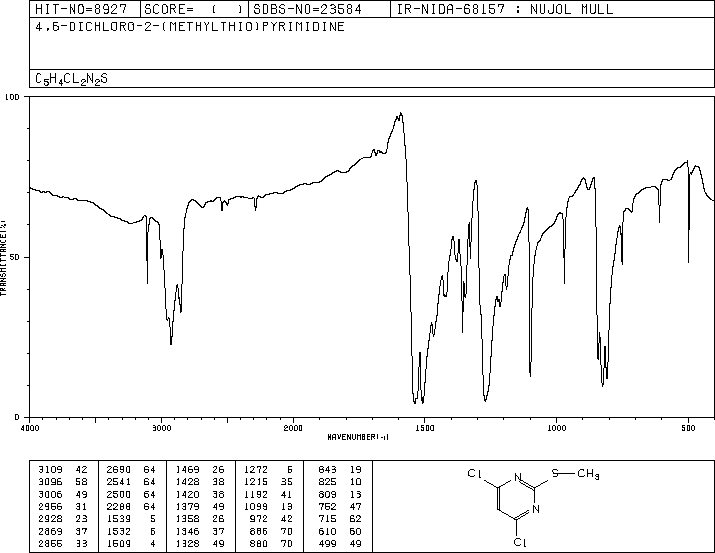 HIT-NO=8927 SCORE= ( ) SDBS-NO=23584 IR-NIDA-68157 : NUJOL MULL
4,6-DICHLORO-2-(METHYLTHIO)PYRIMIDINE
C5H4CL2N2S
100
50
0
TRANSMITTANCE(%)
4000 3000 2000 1500 1000 500
WAVENUMBER(-1)
3109 42 2690 64 1469 26 1272 5 843 19
3096 58 2541 64 1428 38 1215 35 825 10
3006 49 2500 64 1420 38 1192 41 809 13
2956 31 2288 64 1379 49 1099 13 752 47
2928 23 1539 5 1358 26 972 42 715 62
2869 37 1532 5 1346 37 886 70 610 60
2855 33 1509 4 1328 49 880 70 499 49
Cl N S CH3
N
Cl